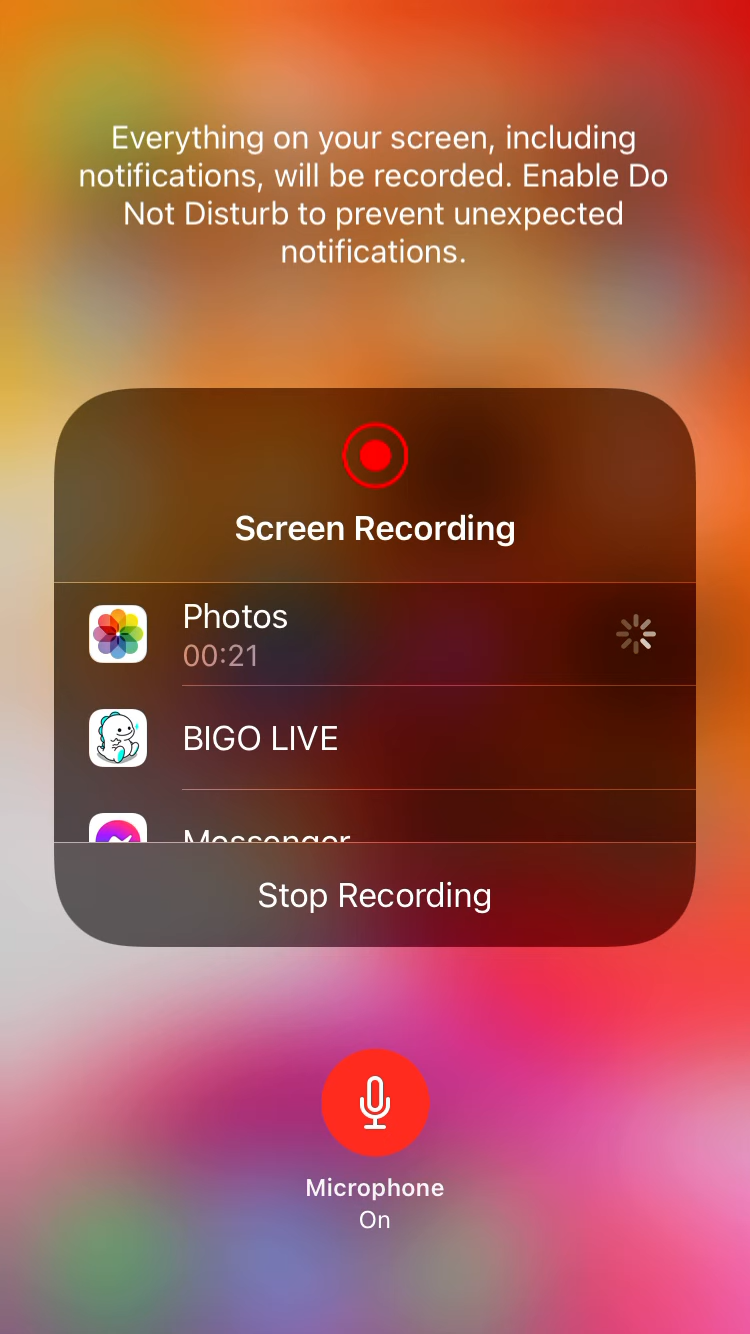 Everything on your screen, including
notifications, will be recorded. Enable Do
Not Disturb to prevent unexpected
notifications.
Screen Recording
Photos
00:21
BIGO LIVE
Messenger
Stop Recording
Microphone
On